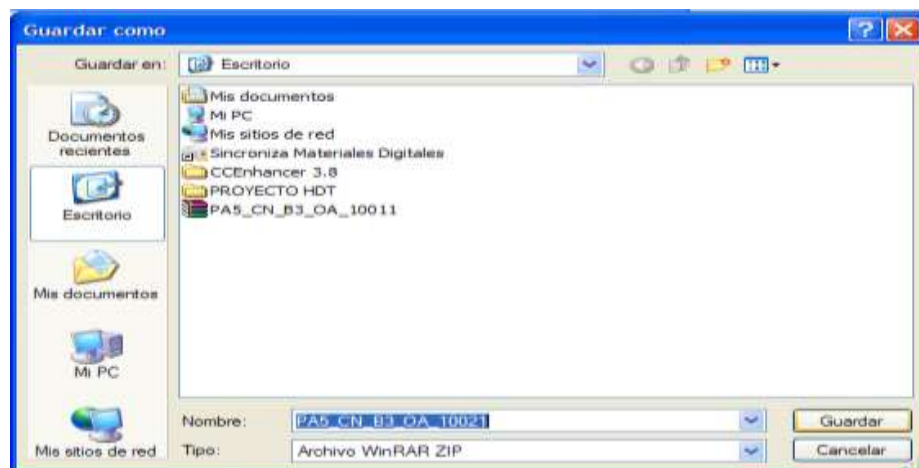 Guardar como
Guardar en: Escritorio
Documentos recientes
Escritorio
Mis documentos
Mi PC
Mis sitios de red
Mis documentos
Mi PC
Mis sitios de red
Sincroniza Materiales Digitales
CCEnhancer 3.8
PROYECTO HDT
PA5_CN_B3_OA_10011
Nombre: PA5_CN_B3_OA_10021 Guardar
Tipo: Archivo WinRAR ZIP Cancelar